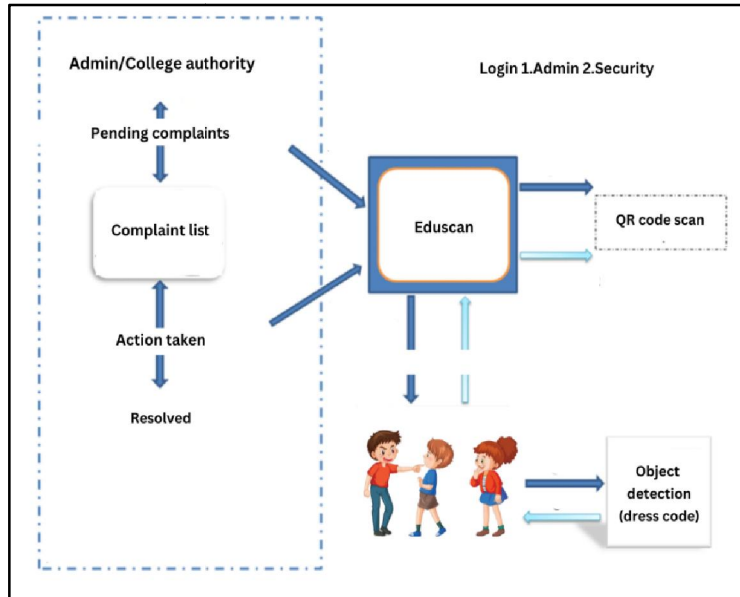 Admin/College authority
Pending complaints
Complaint list
Action taken
Resolved
Login 1.Admin 2.Security
Eduscan
QR code scan
Object
detection
(dress code)